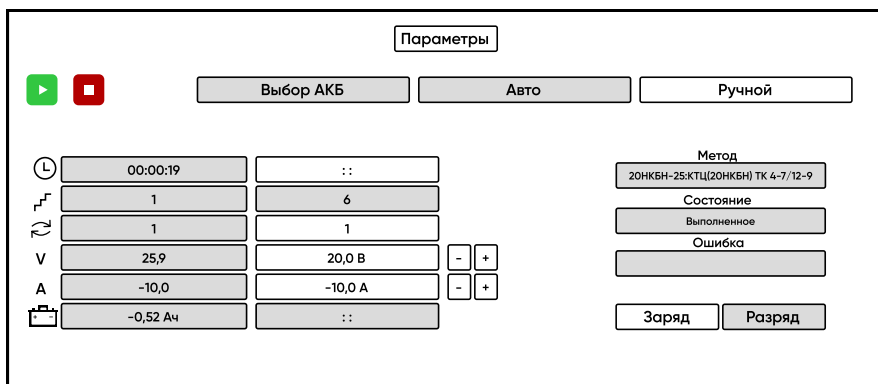 Параметры
Выбор АКБ
Авто
Ручной
Метод
00:00:19
: :
20НКБН-25:КТЦ(20НКБН) ТК 4-7/12-9
1
6
Состояние
Выполненное
1
1
Ошибка
V
25,9
20,0 В
-
+
A
-10,0
-10,0 А
-
+
-0,52 Ач
: :
Заряд
Разряд